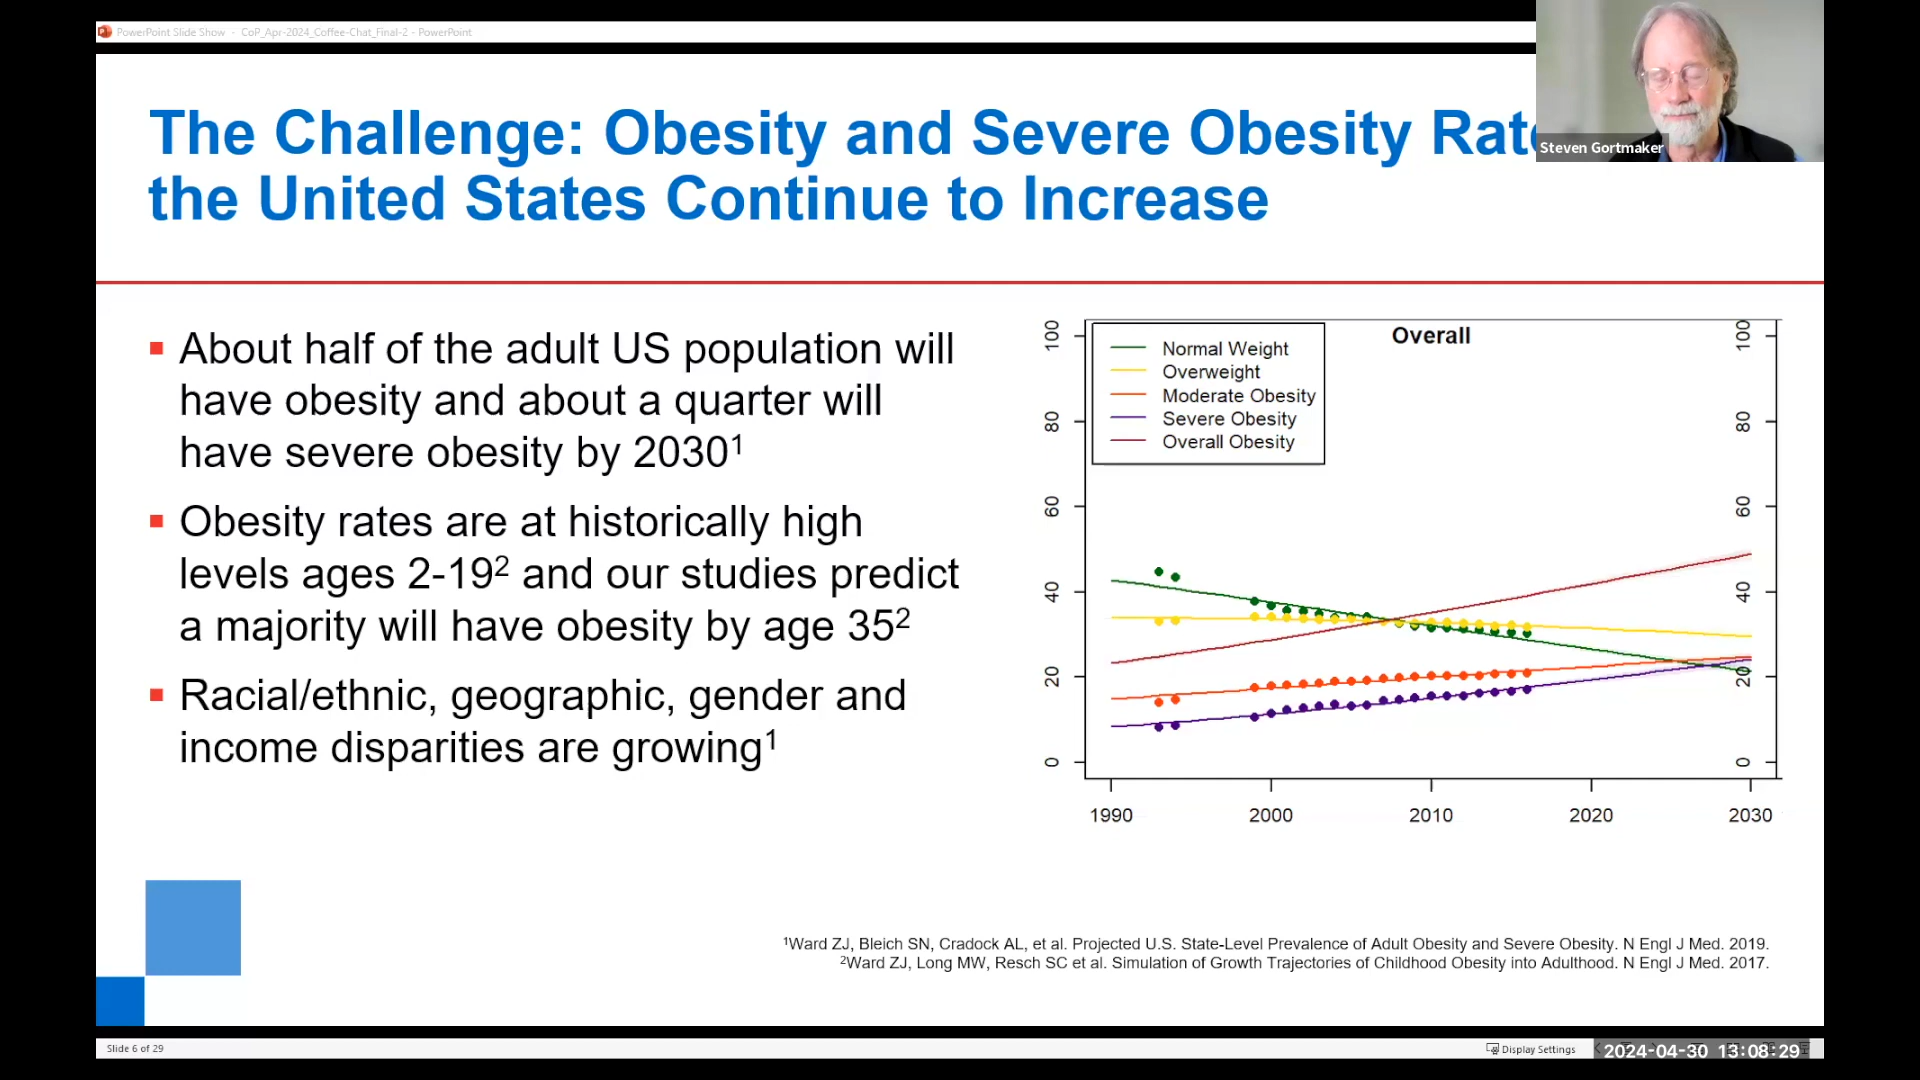 PowerPoint Slide Show - CoP_Apr-2024_Coffee-Chat_Final-2 - PowerPoint
Steven Gortmaker
The Challenge: Obesity and Severe Obesity
the United States Continue to Increase
▪ About half of the adult US population will
have obesity and about a quarter will
have severe obesity by 2030¹
▪ Obesity rates are at historically high
levels ages 2-19² and our studies predict
a majority will have obesity by age 35²
▪ Racial/ethnic, geographic, gender and
income disparities are growing¹
Overall
Normal Weight
Overweight
Moderate Obesity
Severe Obesity
Overall Obesity
100 100
80 80
60 60
40 40
20 20
0 0
1990 2000 2010 2020 2030
¹Ward ZJ, Bleich SN, Cradock AL, et al. Projected U.S. State-Level Prevalence of Adult Obesity and Severe Obesity. N Engl J Med. 2019.
²Ward ZJ, Long MW, Resch SC et al. Simulation of Growth Trajectories of Childhood Obesity into Adulthood. N Engl J Med. 2017.
Slide 6 of 29
Display Settings
2024-04-30 13:08:29